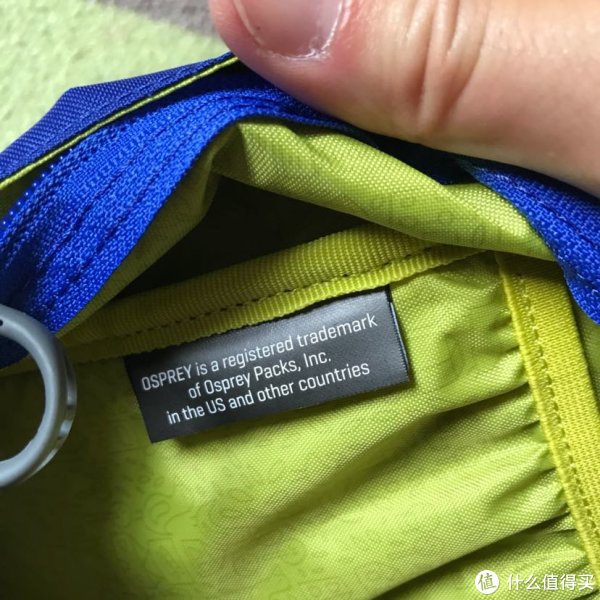 OSPREY is a registered trademark
of Osprey Packs, Inc.
in the US and other countries
值 什么值得买